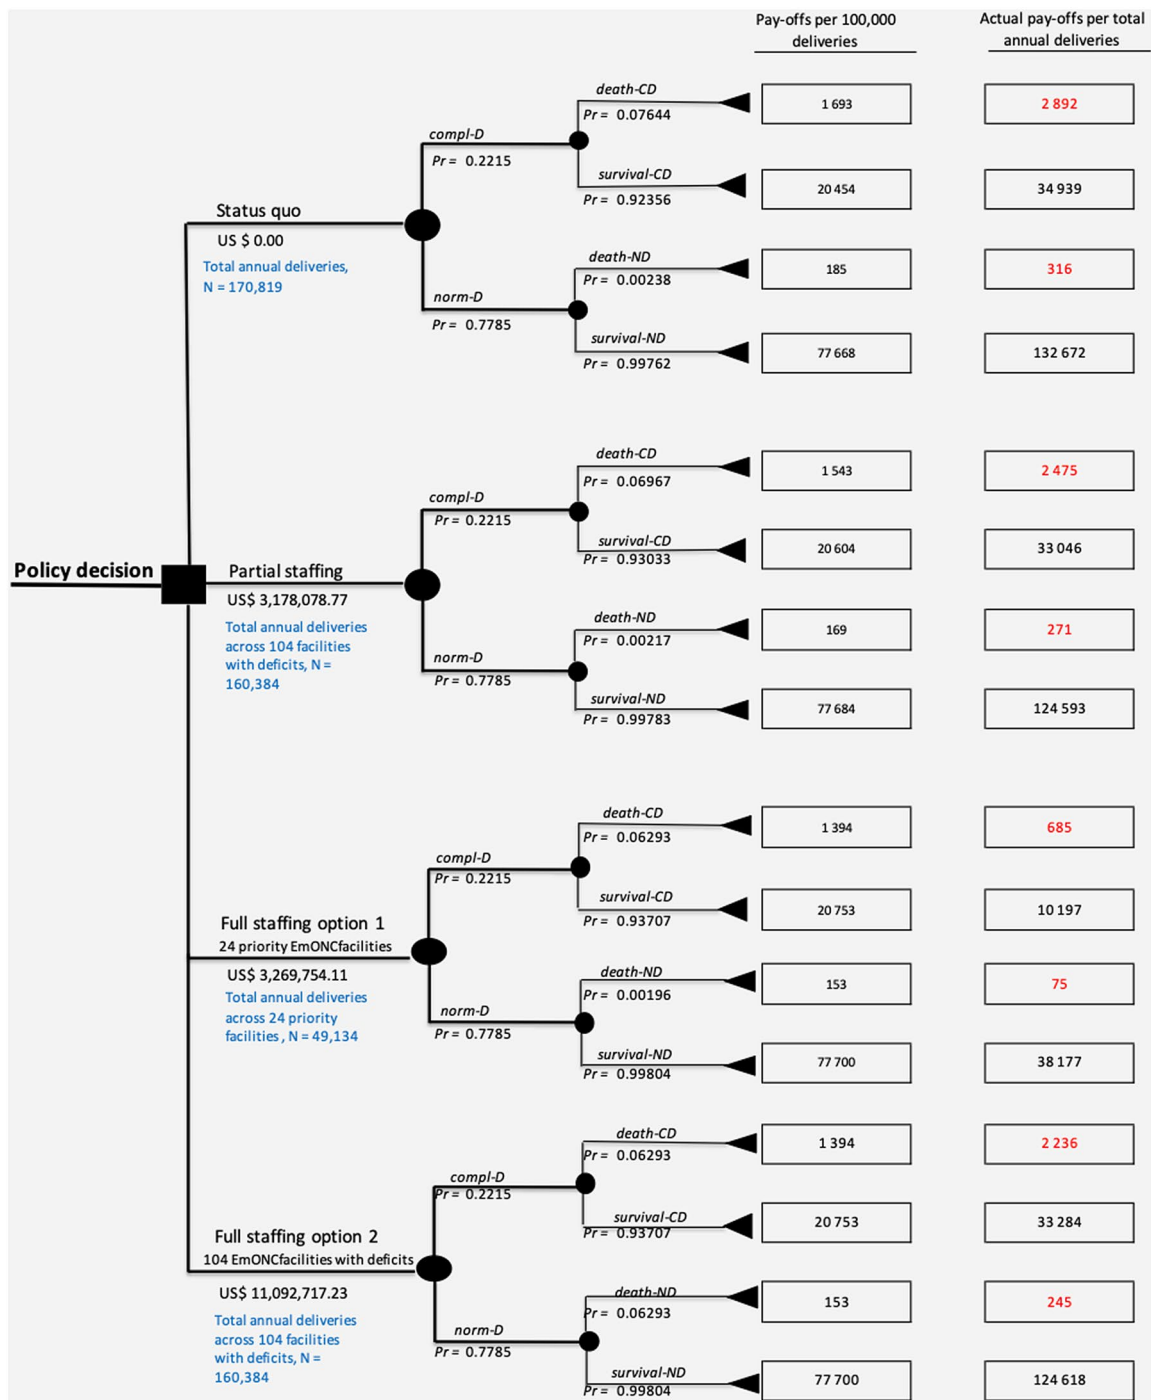 Pay-offs per 100,000
deliveries
Actual pay-offs per total
annual deliveries
death-CD
Pr = 0.07644
1 693
2 892
compl-D
Pr = 0.2215
survival-CD
Pr = 0.92356
20 454
34 939
Status quo
US $ 0.00
Total annual deliveries,
N = 170,819
death-ND
Pr = 0.00238
185
316
norm-D
Pr = 0.7785
survival-ND
Pr = 0.99762
77 668
132 672
death-CD
Pr = 0.06967
1 543
2 475
compl-D
Pr = 0.2215
survival-CD
Pr = 0.93033
20 604
33 046
Policy decision
Partial staffing
US$ 3,178,078.77
Total annual deliveries
across 104 facilities
with deficits, N =
160,384
death-ND
Pr = 0.00217
169
271
norm-D
Pr = 0.7785
survival-ND
Pr = 0.99783
77 684
124 593
death-CD
Pr = 0.06293
1 394
685
compl-D
Pr = 0.2215
survival-CD
Pr = 0.93707
20 753
10 197
Full staffing option 1
24 priority EmONCfacilities
US$ 3,269,754.11
Total annual deliveries
across 24 priority
facilities , N = 49,134
death-ND
Pr = 0.00196
153
75
norm-D
Pr = 0.7785
survival-ND
Pr = 0.99804
77 700
38 177
death-CD
Pr = 0.06293
1 394
2 236
compl-D
Pr = 0.2215
survival-CD
Pr = 0.93707
20 753
33 284
Full staffing option 2
104 EmONCfacilities with deficits
US$ 11,092,717.23
Total annual deliveries
across 104 facilities
with deficits, N =
160,384
death-ND
Pr = 0.06293
153
245
norm-D
Pr = 0.7785
survival-ND
Pr = 0.99804
77 700
124 618